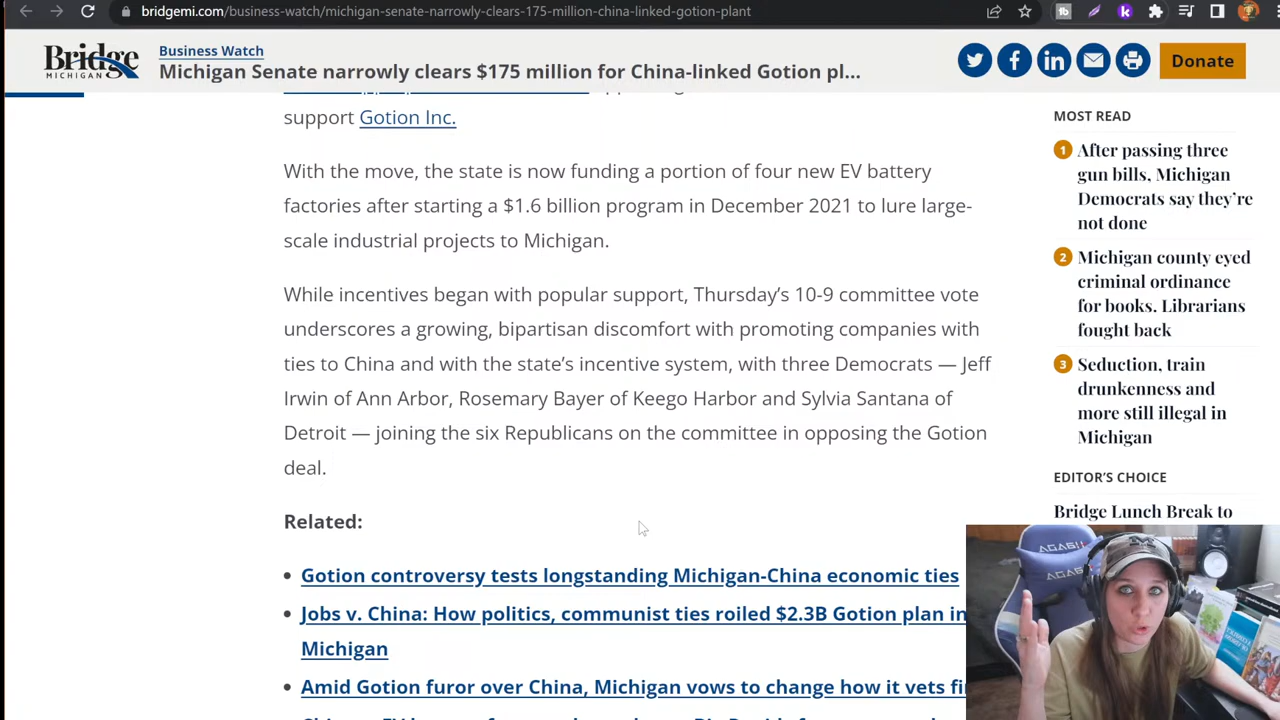 bridgemi.com/business-watch/michigan-senate-narrowly-clears-175-million-china-linked-gotion-plant
Bridge
MICHIGAN
Business Watch
Michigan Senate narrowly clears $175 million for China-linked Gotion pl...
Donate
support Gotion Inc.
With the move, the state is now funding a portion of four new EV battery
factories after starting a $1.6 billion program in December 2021 to lure large-
scale industrial projects to Michigan.
While incentives began with popular support, Thursday's 10-9 committee vote
underscores a growing, bipartisan discomfort with promoting companies with
ties to China and with the state's incentive system, with three Democrats — Jeff
Irwin of Ann Arbor, Rosemary Bayer of Keego Harbor and Sylvia Santana of
Detroit — joining the six Republicans on the committee in opposing the Gotion
deal.
Related:
Gotion controversy tests longstanding Michigan-China economic ties
Jobs v. China: How politics, communist ties roiled $2.3B Gotion plan in
Michigan
Amid Gotion furor over China, Michigan vows to change how it vets
MOST READ
1 After passing three
gun bills, Michigan
Democrats say they're
not done
2 Michigan county eyed
criminal ordinance
for books. Librarians
fought back
3 Seduction, train
drunkenness and
more still illegal in
Michigan
EDITOR'S CHOICE
Bridge Lunch Break to